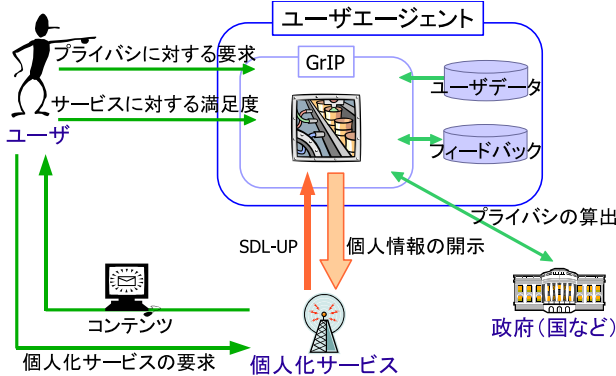 ユーザエージェント
プライバシに対する要求
GrIP
ユーザデータ
サービスに対する満足度
ユーザ
フィードバック
プライバシの算出
SDL-UP
個人情報の開示
コンテンツ
政府(国など)
個人化サービスの要求
個人化サービス